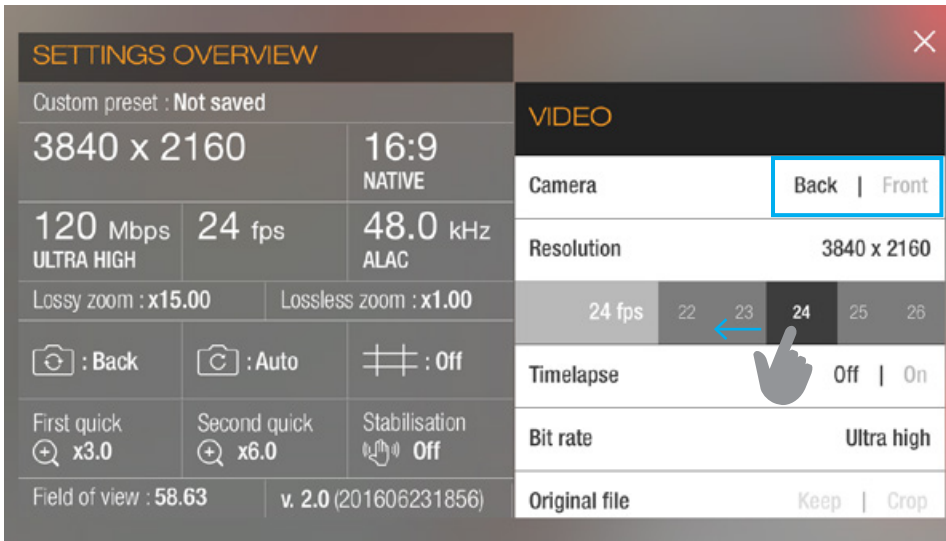 SETTINGS OVERVIEW
Custom preset : Not saved
3840 x 2160
16:9
NATIVE
120 Mbps
ULTRA HIGH
24 fps
48.0 kHz
ALAC
Lossy zoom : x15.00
Lossless zoom : x1.00
: Back
: Auto
: Off
First quick
x3.0
Second quick
x6.0
Stabilisation
Off
Field of view : 58.63
v. 2.0 (201606231856)
VIDEO
Camera
Back | Front
Resolution
3840 x 2160
24 fps
22 23 24 25 26
Timelapse
Off | On
Bit rate
Ultra high
Original file
Keep | Crop